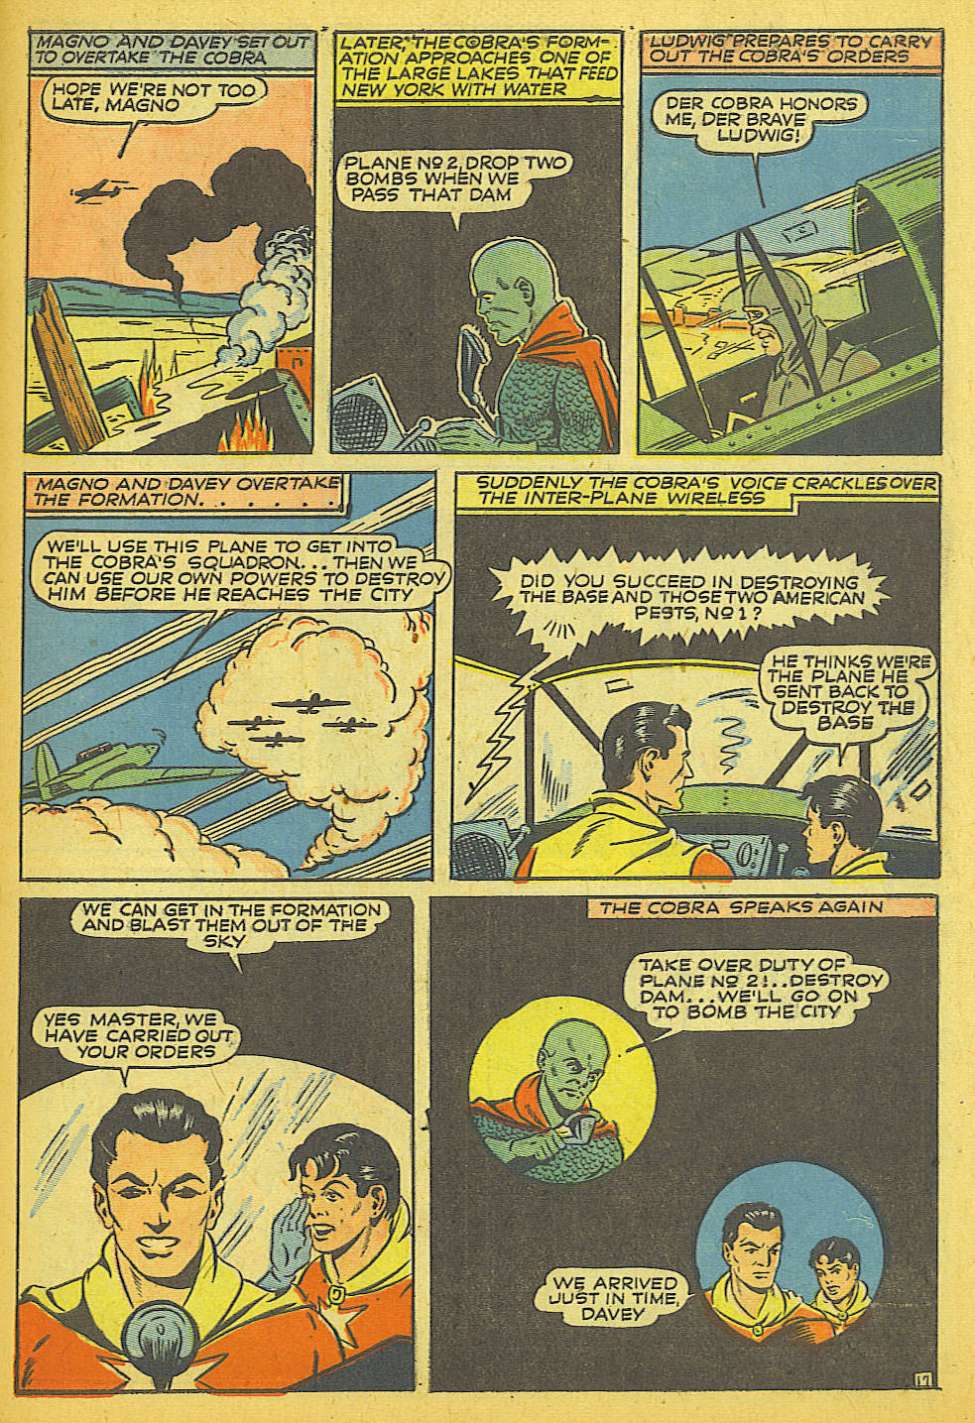 MAGNO AND DAVEY SET OUT
TO OVERTAKE THE COBRA
HOPE WE'RE NOT TOO
LATE, MAGNO
LATER, THE COBRA'S FORM-
ATION APPROACHES ONE OF
THE LARGE LAKES THAT FEED
NEW YORK WITH WATER
PLANE NO 2, DROP TWO
BOMBS WHEN WE
PASS THAT DAM
LUDWIG PREPARES TO CARRY
OUT THE COBRA'S ORDERS
DER COBRA HONORS
ME, DER BRAVE
LUDWIG!
MAGNO AND DAVEY OVERTAKE
THE FORMATION. . . . . .
WE'LL USE THIS PLANE TO GET INTO
THE COBRA'S SQUADRON... THEN WE
CAN USE OUR OWN POWERS TO DESTROY
HIM BEFORE HE REACHES THE CITY
SUDDENLY THE COBRA'S VOICE CRACKLES OVER
THE INTER-PLANE WIRELESS
DID YOU SUCCEED IN DESTROYING
THE BASE AND THOSE TWO AMERICAN
PESTS, NO 1?
HE THINKS WE'RE
THE PLANE HE
SENT BACK TO
DESTROY THE
BASE
WE CAN GET IN THE FORMATION
AND BLAST THEM OUT OF THE
SKY
YES MASTER, WE
HAVE CARRIED OUT
YOUR ORDERS
THE COBRA SPEAKS AGAIN
TAKE OVER DUTY OF
PLANE NO 2!..DESTROY
DAM...WE'LL GO ON
TO BOMB THE CITY
WE ARRIVED
JUST IN TIME,
DAVEY
17